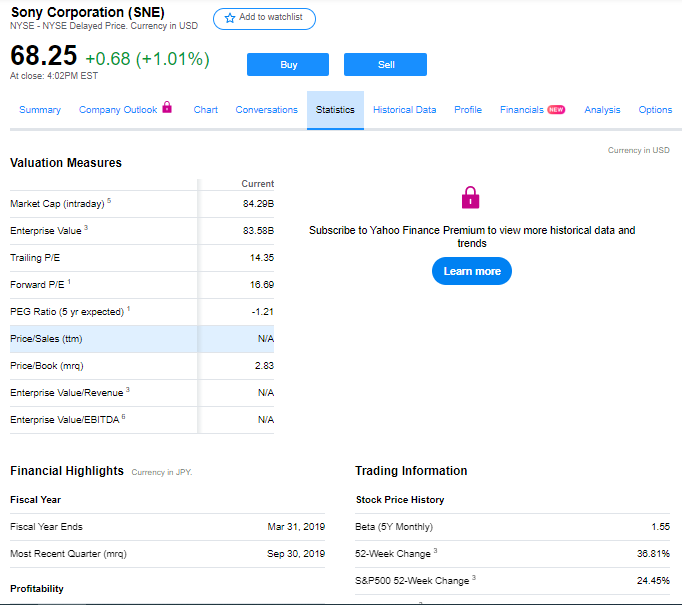 Sony Corporation (SNE)
NYSE - NYSE Delayed Price. Currency in USD
Add to watchlist
68.25 +0.68 (+1.01%)
At close: 4:02PM EST
Buy
Sell
Summary Company Outlook Chart Conversations Statistics Historical Data Profile Financials NEW Analysis Options
Currency in USD
Valuation Measures
Current
Market Cap (intraday) 5 84.29B
Enterprise Value 3 83.58B
Trailing P/E 14.35
Forward P/E 1 16.69
PEG Ratio (5 yr expected) 1 -1.21
Price/Sales (ttm) N/A
Price/Book (mrq) 2.83
Enterprise Value/Revenue 3 N/A
Enterprise Value/EBITDA 6 N/A
Subscribe to Yahoo Finance Premium to view more historical data and
trends
Learn more
Financial Highlights Currency in JPY.
Fiscal Year
Fiscal Year Ends Mar 31, 2019
Most Recent Quarter (mrq) Sep 30, 2019
Profitability
Trading Information
Stock Price History
Beta (5Y Monthly) 1.55
52-Week Change 3 36.81%
S&P500 52-Week Change 3 24.45%